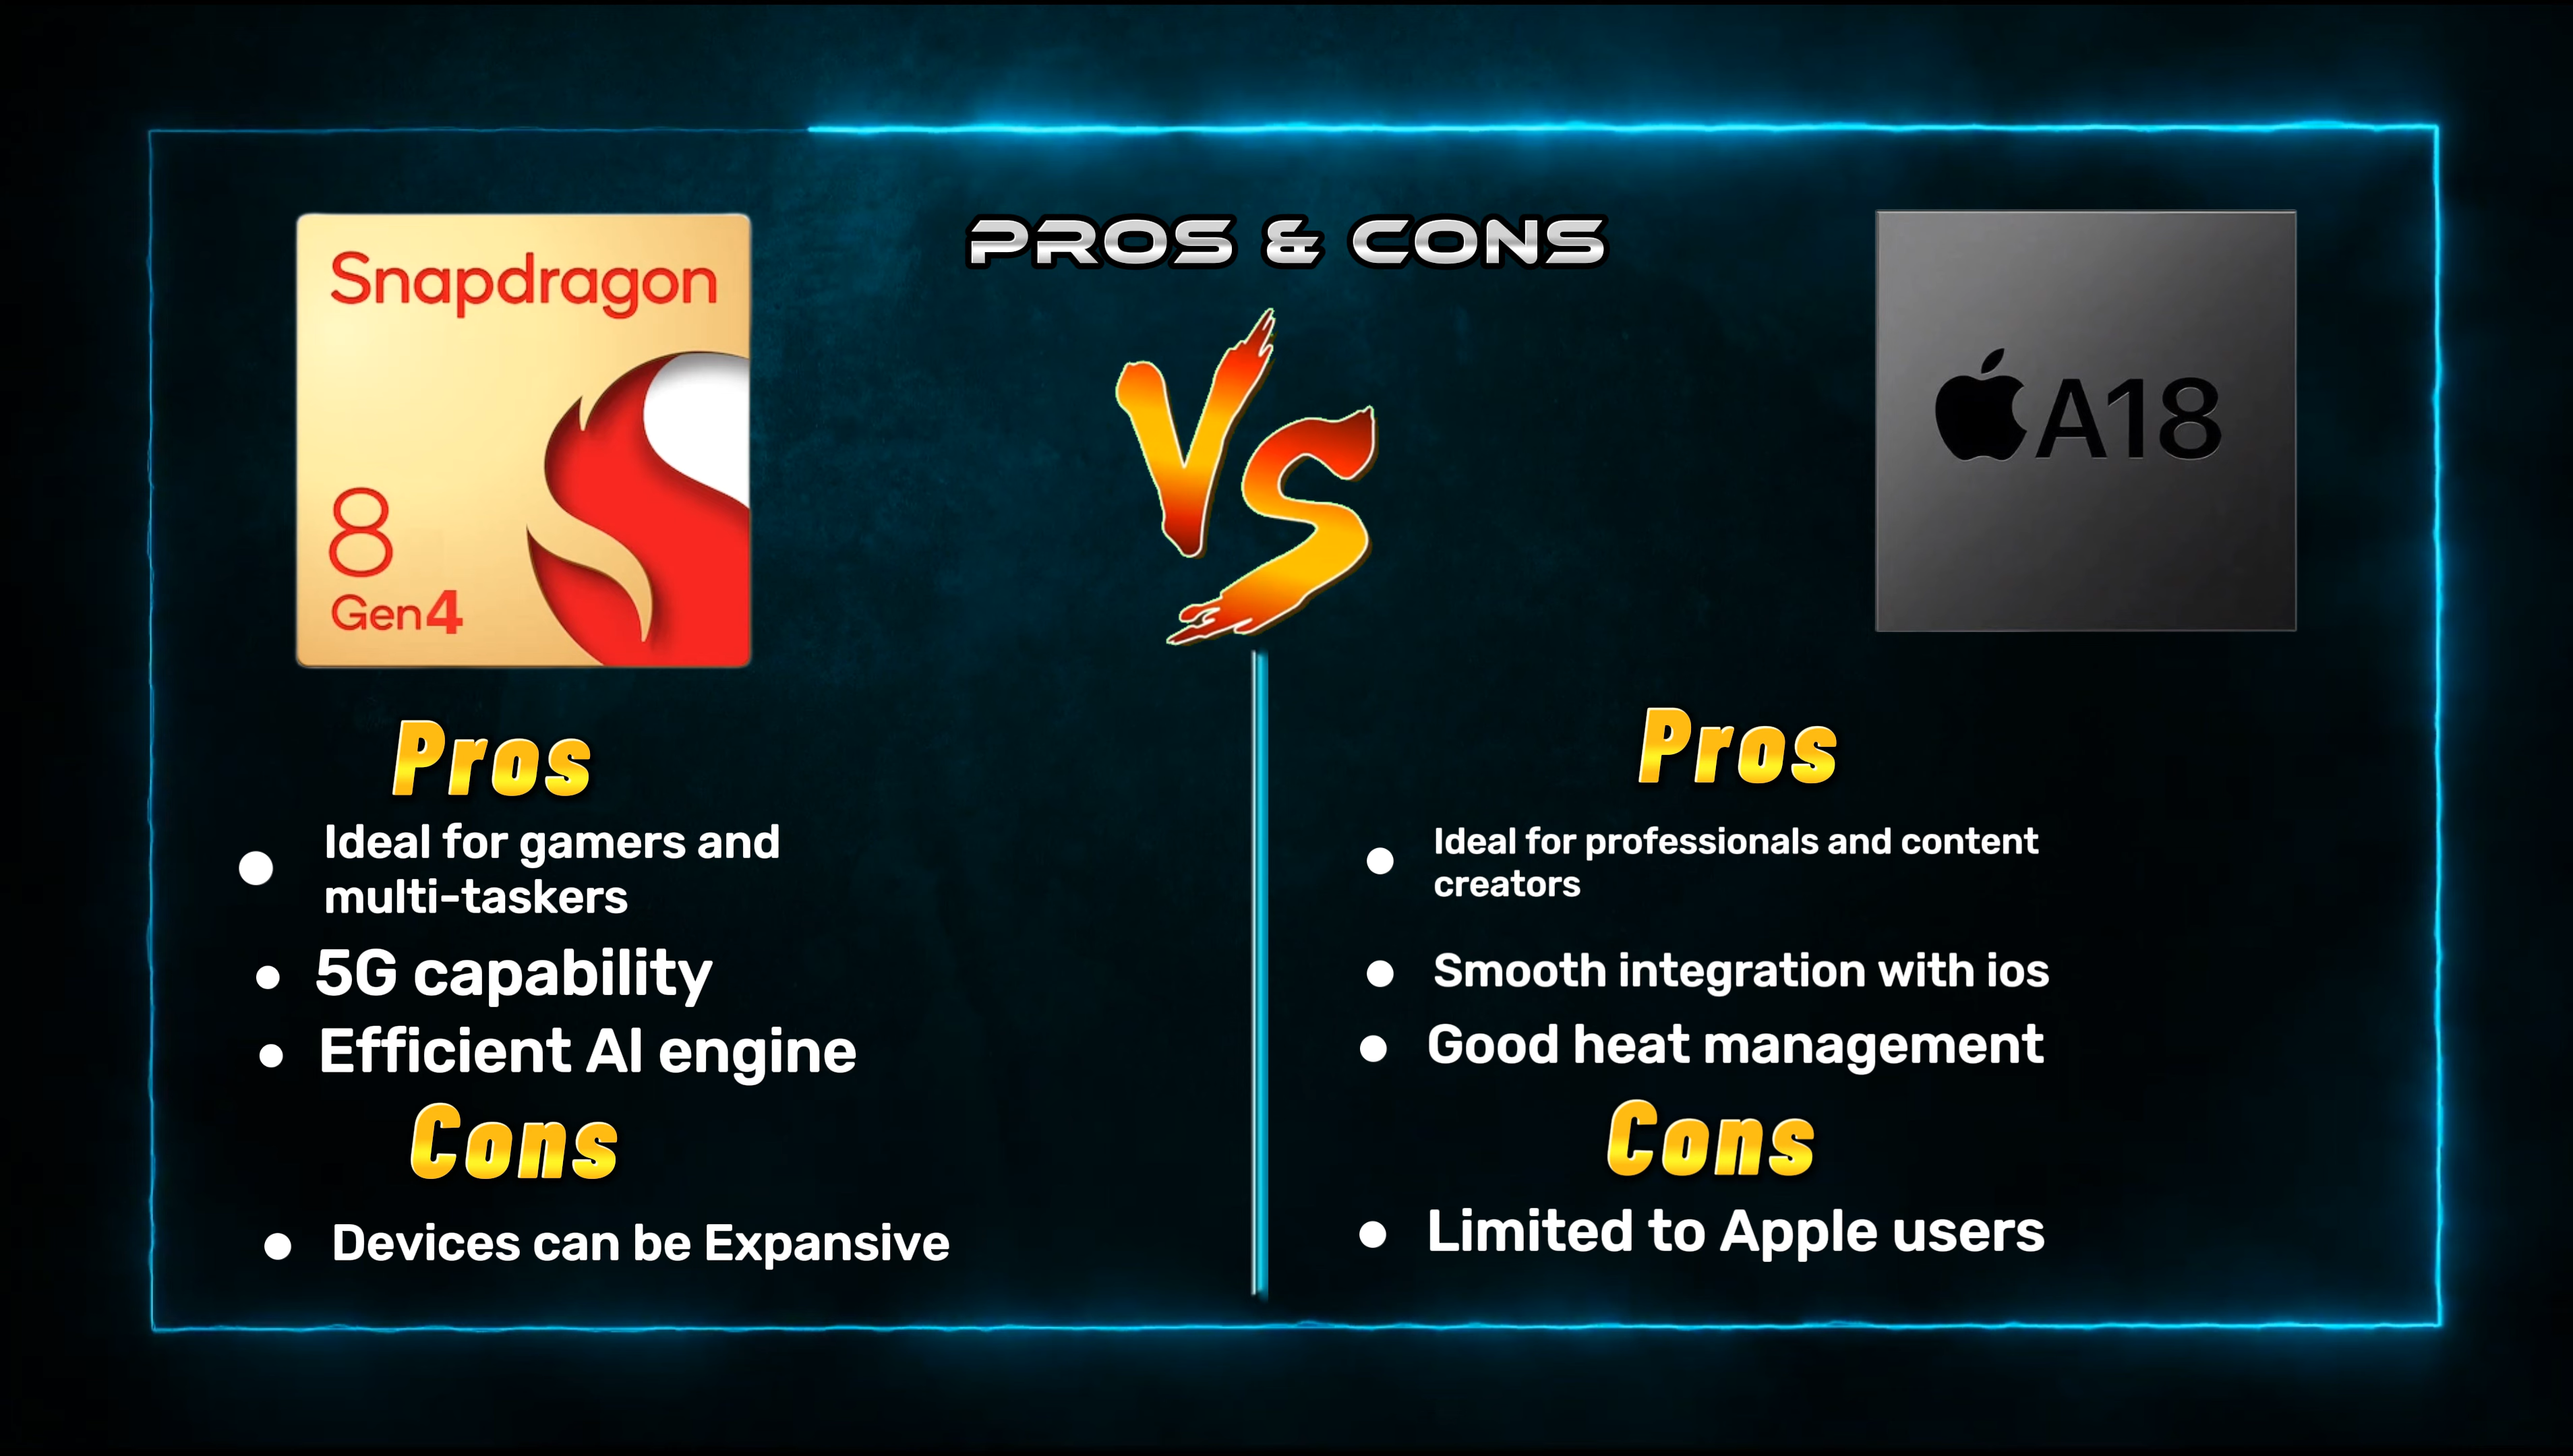 PROS & CONS
Snapdragon
8
Gen4
VS
A18
Pros
Ideal for gamers and
multi-taskers
5G capability
Efficient AI engine
Cons
Devices can be Expansive
Pros
Ideal for professionals and content
creators
Smooth integration with ios
Good heat management
Cons
Limited to Apple users